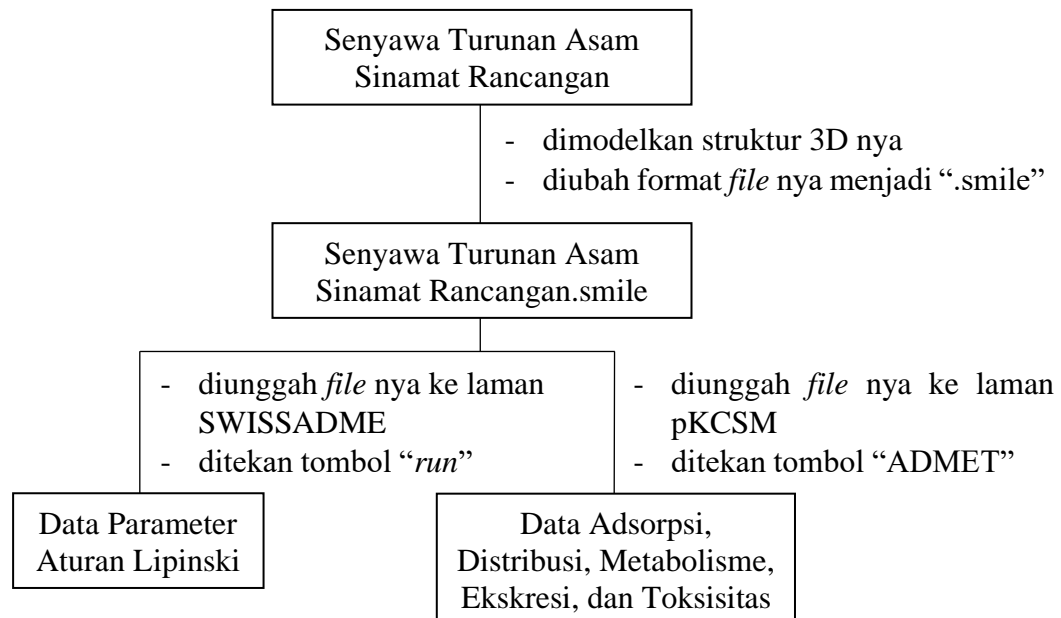 Senyawa Turunan Asam
Sinamat Rancangan
- dimodelkan struktur 3D nya
- diubah format file nya menjadi “.smile”
Senyawa Turunan Asam
Sinamat Rancangan.smile
- diunggah file nya ke laman
SWISSADME
- ditekan tombol “run”
- diunggah file nya ke laman
pKCSM
- ditekan tombol “ADMET”
Data Parameter
Aturan Lipinski
Data Adsorpsi,
Distribusi, Metabolisme,
Ekskresi, dan Toksisitas